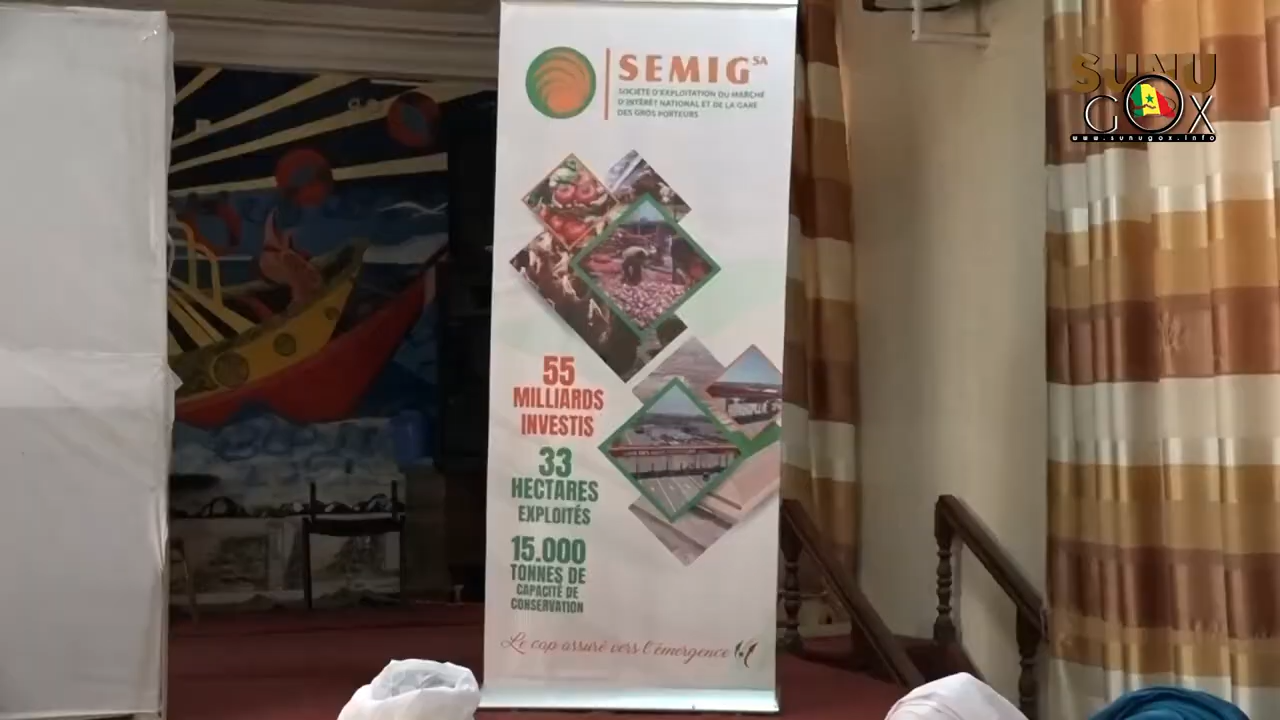 SEMIG SA
SOCIÉTÉ D'EXPLOITATION DU MARCHÉ
D'INTÉRÊT NATIONAL ET DE LA GARE
DES GROS PORTEURS
55
MILLIARDS
INVESTIS
33
HECTARES
EXPLOITÉS
15.000
TONNES DE
CAPACITÉ DE
CONSERVATION
Le cap assuré vers l'émergence
SUNU
GOX
www.sunugox.info